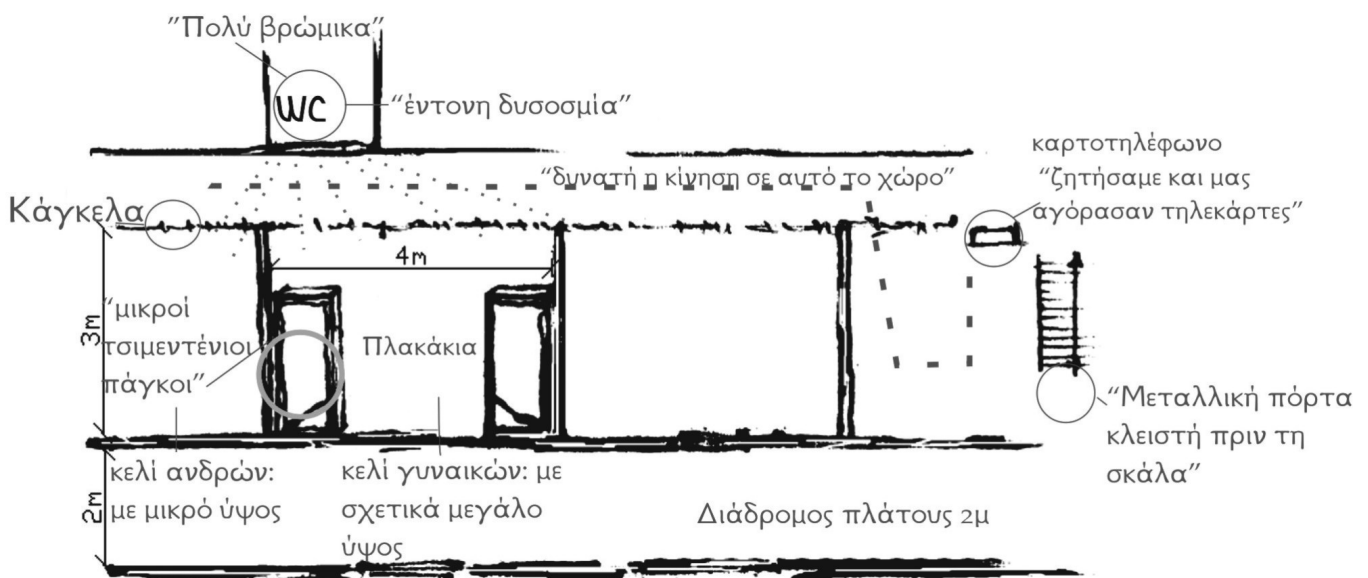 ”Πολύ βρώμικα“
WC
“έντονη δυσοσμία”
καρτοτηλέφωνο
“ζητήσαμε και μας
αγόρασαν τηλεκάρτες”
“δυνατή η κίνηση σε αυτό το χώρο”
Κάγκελα
4m
3m
“μικροί
τσιμεντένιοι
πάγκοι”
Πλακάκια
“Μεταλλική πόρτα
κλειστή πριν τη
σκάλα”
κελί ανδρών:
με μικρό ύψος
κελί γυναικών: με
σχετικά μεγάλο
ύψος
2m
Διάδρομος πλάτους 2μ